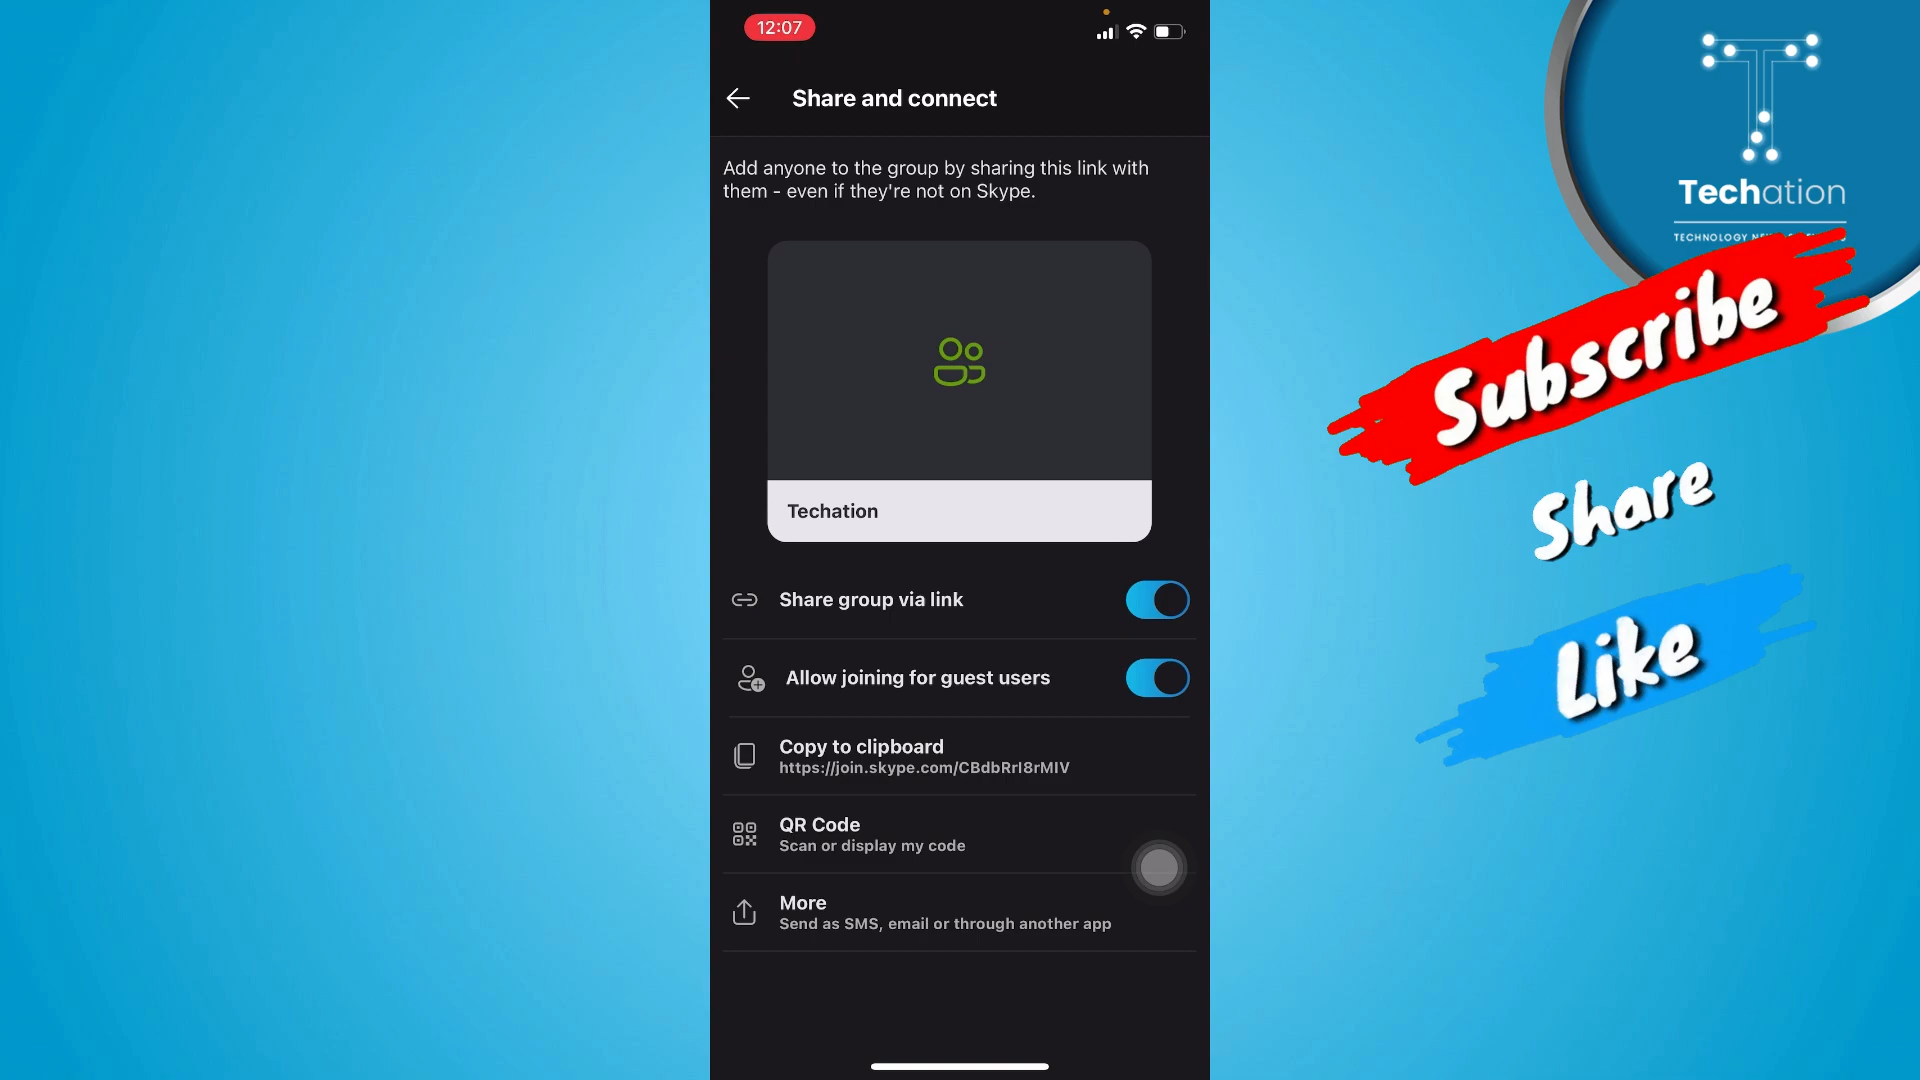 12:07
Share and connect
Add anyone to the group by sharing this link with
them - even if they're not on Skype.
Techation
Share group via link
Allow joining for guest users
Copy to clipboard
https://join.skype.com/CBdbRrI8rMIV
QR Code
Scan or display my code
More
Send as SMS, email or through another app
Techation
TECHNOLOGY
Subscribe
Share
Like